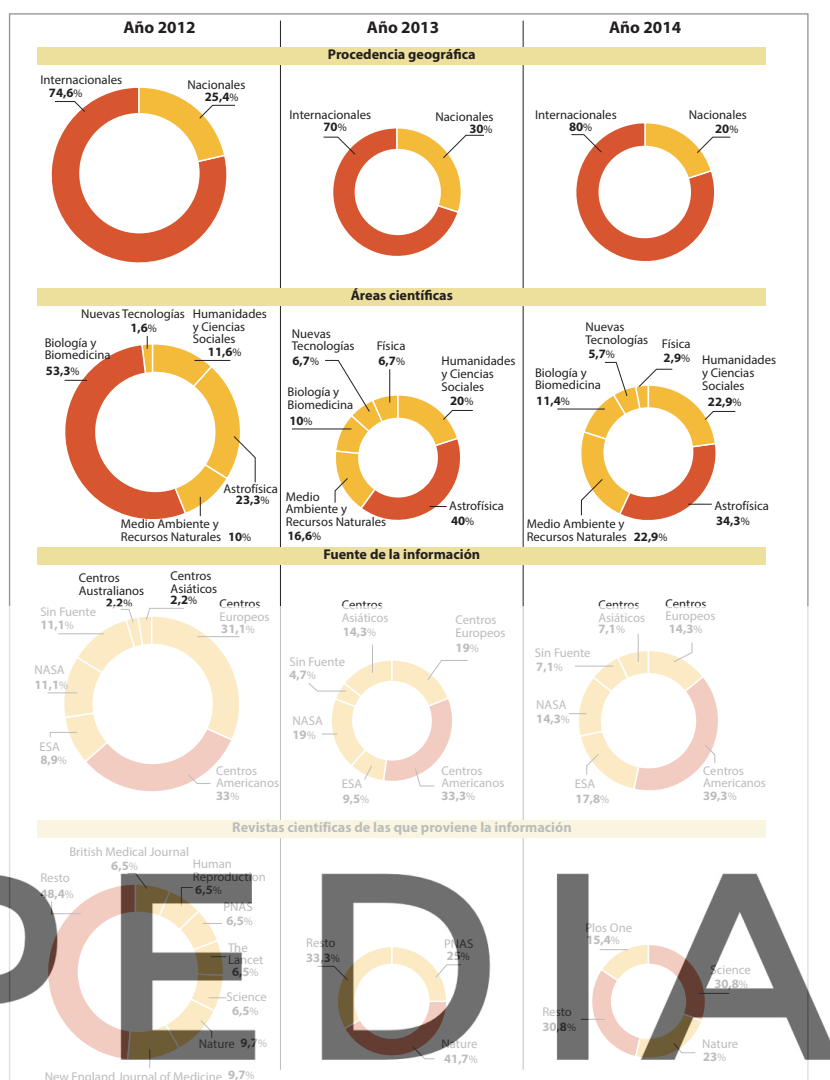 Año 2012
Año 2013
Año 2014
Procedencia geográfica
Internacionales
74,6%
Nacionales
25,4%
Internacionales
70%
Nacionales
30%
Internacionales
80%
Nacionales
20%
Áreas científicas
Nuevas Tecnologías
1,6%
Humanidades
y Ciencias
Sociales
11,6%
Biología y
Biomedicina
53,3%
Astrofísica
23,3%
Medio Ambiente y
Recursos Naturales 10%
Nuevas
Tecnologías
6,7%
Física
6,7%
Humanidades
y Ciencias
Sociales
20%
Biología y
Biomedicina
10%
Medio
Ambiente y
Recursos Naturales
16,6%
Astrofísica
40%
Nuevas
Tecnologías
5,7%
Física
2,9%
Humanidades
y Ciencias
Sociales
22,9%
Biología y
Biomedicina
11,4%
Astrofísica
34,3%
Medio Ambiente y
Recursos Naturales 22,9%
Fuente de la información
Centros
Australianos
2,2%
Centros
Asiáticos
2,2%
Centros
Europeos
31,1%
Sin Fuente
11,1%
NASA
11,1%
ESA
8,9%
Centros
Americanos
33%
Centros
Asiáticos
14,3%
Centros
Europeos
19%
Sin Fuente
4,7%
NASA
19%
ESA
9,5%
Centros
Americanos
33,3%
Centros
Asiáticos
7,1%
Centros
Europeos
14,3%
Sin Fuente
7,1%
NASA
14,3%
ESA
17,8%
Centros
Americanos
39,3%
Revistas científicas de las que proviene la información
British Medical Journal
6,5%
Human
Reproduction
6,5%
Resto
48,4%
PNAS
6,5%
The
Lancet
6,5%
Science
6,5%
Nature 9,7%
New England Journal of Medicine 9,7%
Resto
33,3%
PNAS
25%
Nature
41,7%
Plos One
15,4%
Science
30,8%
Resto
30,8%
Nature
23%
PEDIA